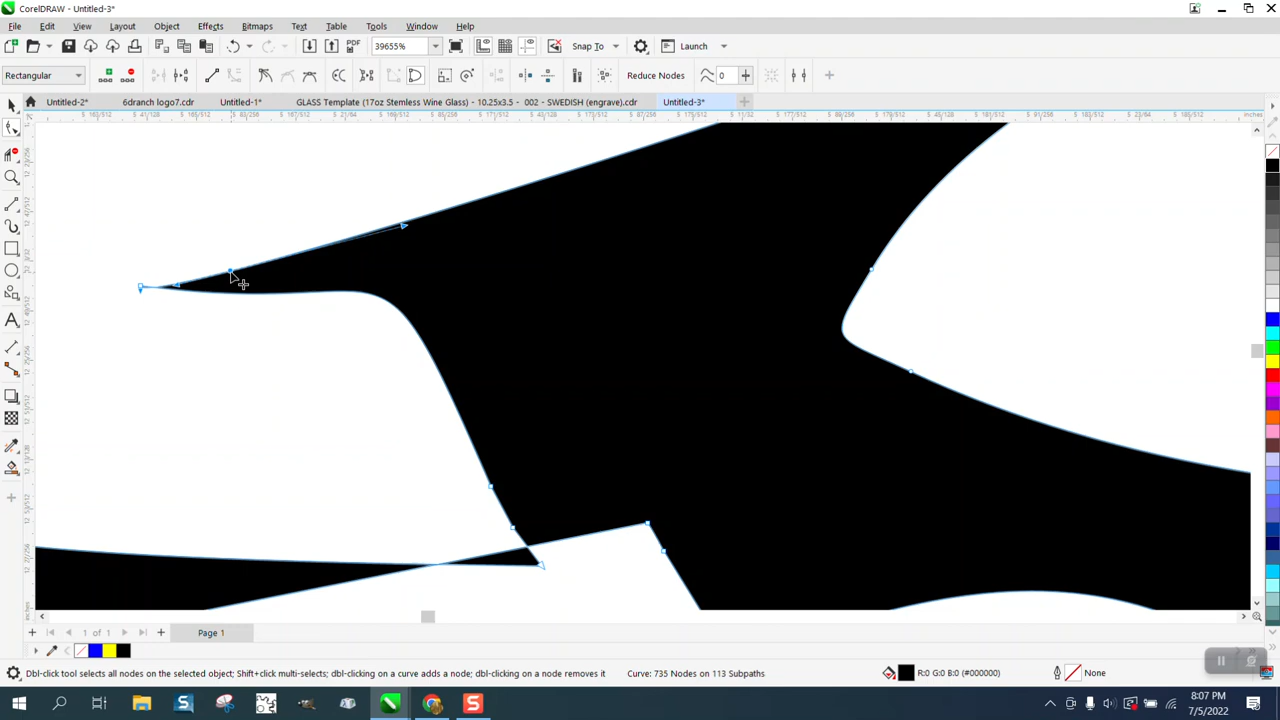 CorelDRAW - Untitled-3*
File Edit View Layout Object Effects Bitmaps Text Table Tools Window Help
PDF 39655% Snap To Launch
Rectangular Reduce Nodes 0
Untitled-2* 6dranch logo7.cdr Untitled-1* GLASS Template (17oz Stemless Wine Glass) - 10.25x3.5 - 002 - SWEDISH (engrave).cdr Untitled-3*
inches
inches
1 of 1 Page 1
Dbl-click tool selects all nodes on the selected object; Shift+click multi-selects; dbl-clicking on a curve adds a node; dbl-clicking on a node removes it Curve: 735 Nodes on 113 Subpaths R:0 G:0 B:0 (#000000) None
8:07 PM
7/5/2022